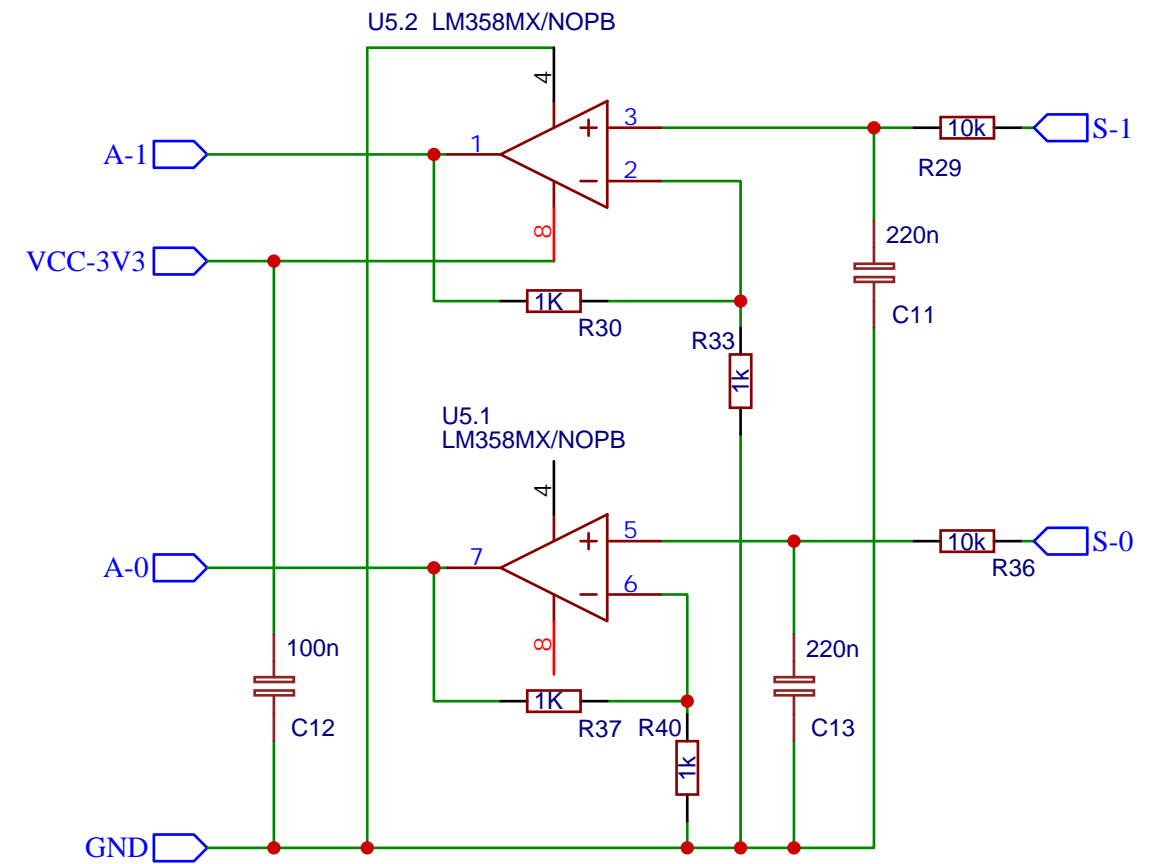 U5.2 LM358MX/NOPB
4
3
S-1
10k
A-1
1
2
R29
8
220n
VCC-3V3
1K
R30
C11
R33
1k
U5.1
LM358MX/NOPB
4
5
S-0
10k
A-0
7
R36
6
8
100n
220n
1K
C12
R37
R40
C13
1k
GND